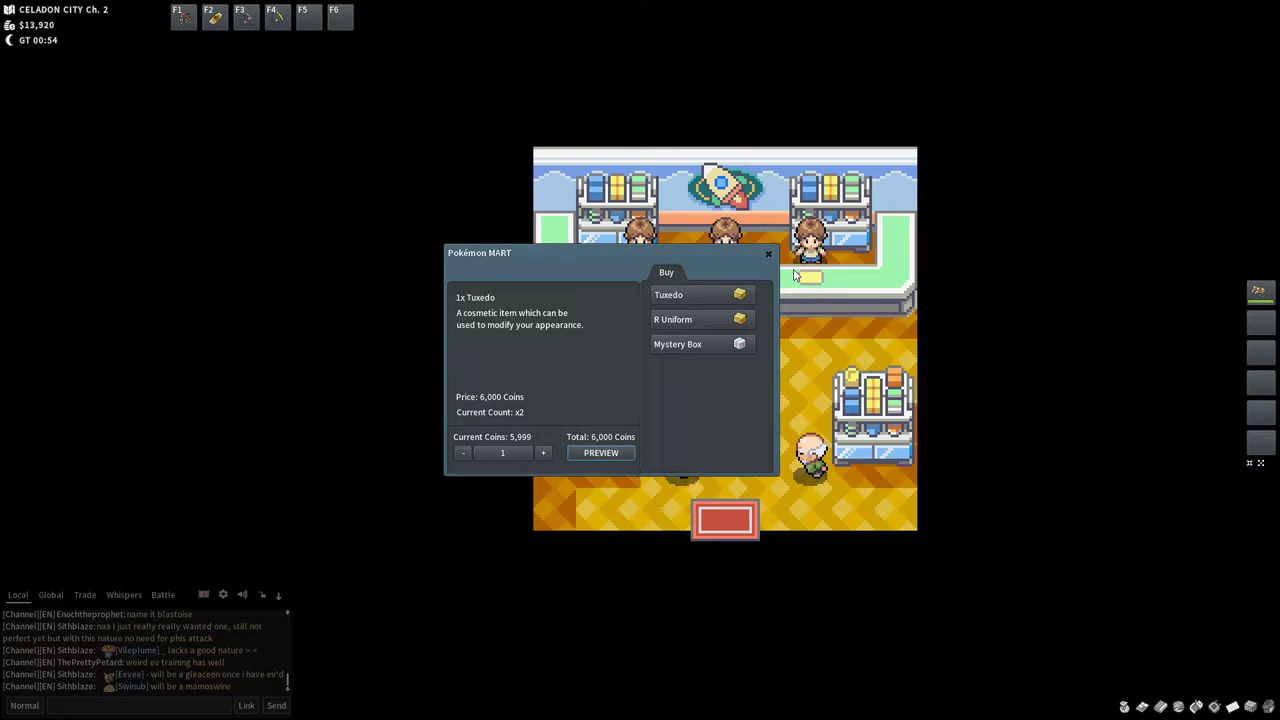 CELADON CITY Ch. 2
$13,920
GT 00:54
F1 F2 F3 F4 F5 F6
Pokémon MART
Buy
1x Tuxedo
A cosmetic item which can
be used to modify your appearance.
Price: 6,000 Coins
Current Count: x2
Current Coins: 5,999
Total: 6,000 Coins
- 1 +
PREVIEW
Tuxedo
R Uniform
Mystery Box
Local Global Trade Whispers Battle
[Channel][EN] Enochtheprophet: name it blastoise
[Channel][EN] Sithblaze: naa I just really really wanted one, still not
perfect yet but with this nature no need for phis attack
[Channel][EN] Sithblaze: [Vileplume] _ lacks a good nature >.<
[Channel][EN] ThePrettyPetard: weird ev training has well
[Channel][EN] Sithblaze: [Eevee] - will be a gleaceon once i have ev'd
[Channel][EN] Sithblaze: [Swinub] will be a mamoswine
Normal
Link
Send